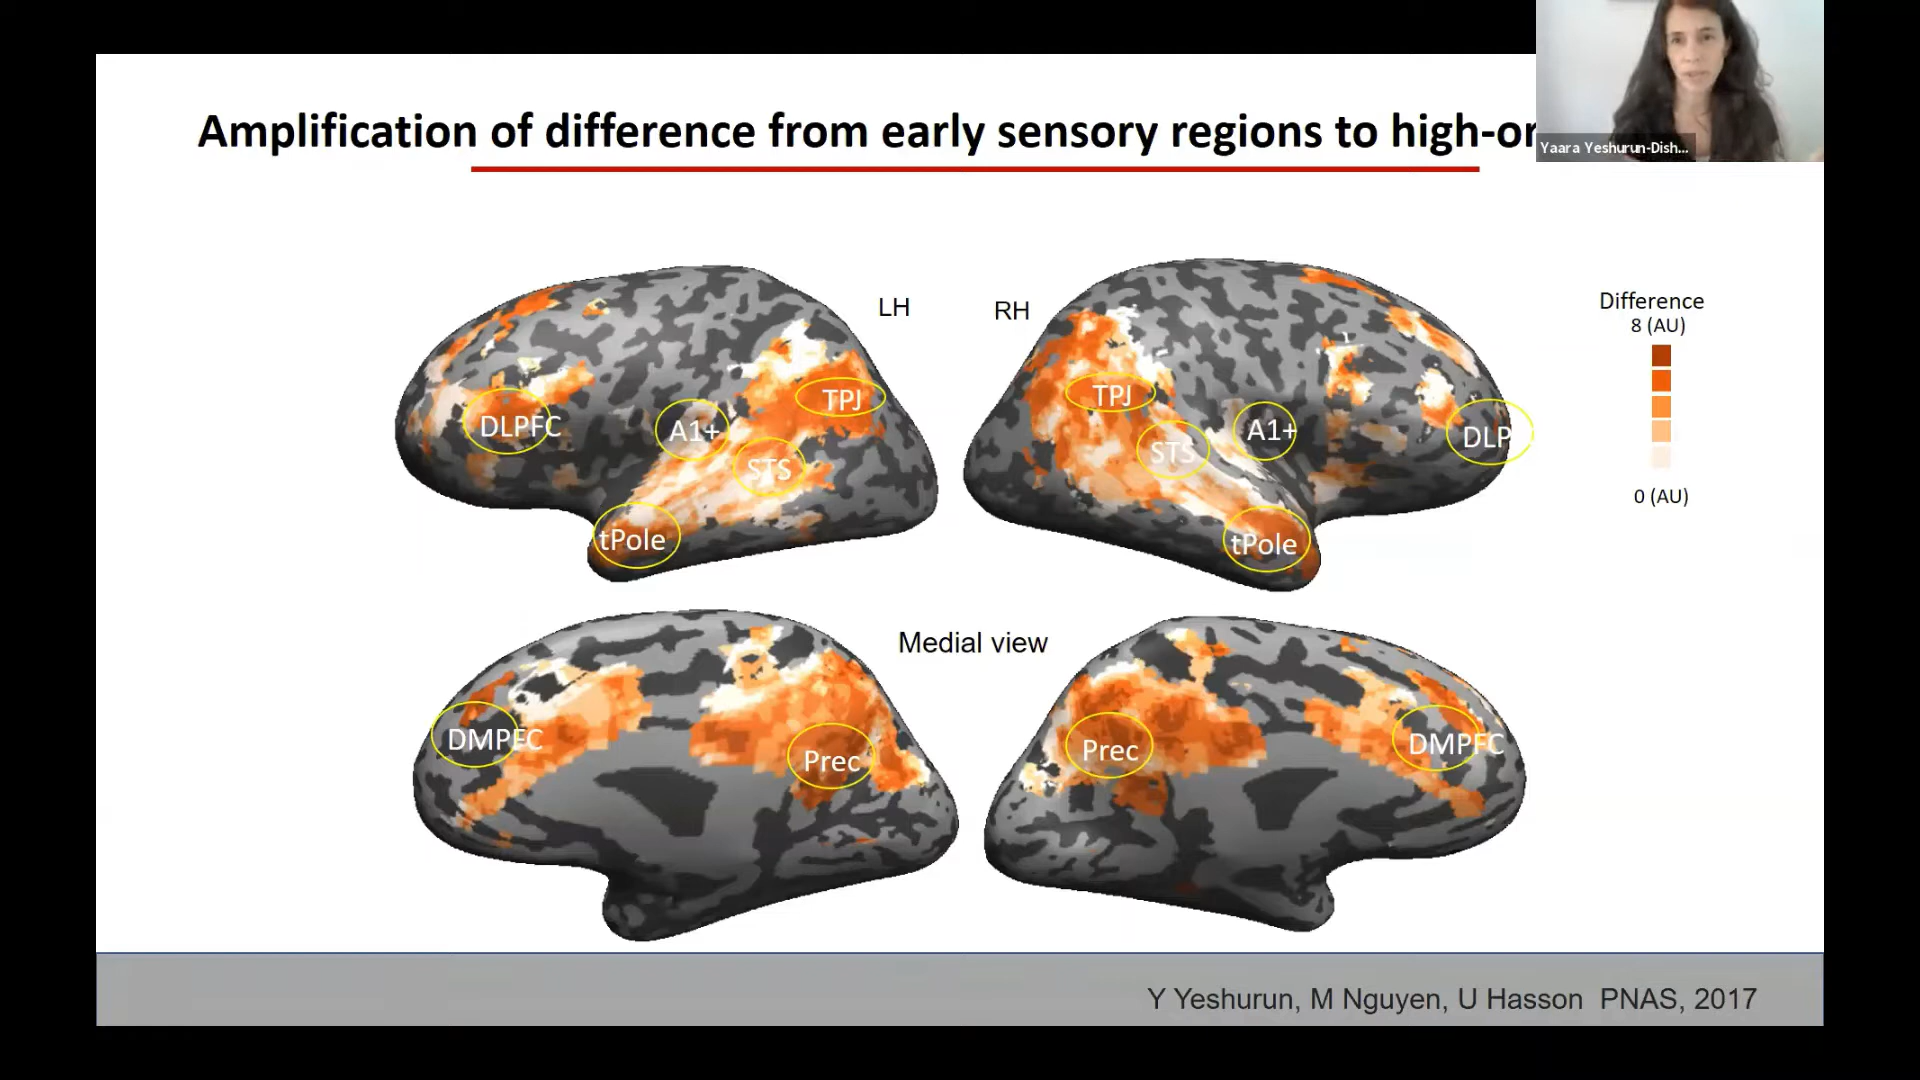 Amplification of difference from early sensory regions to high-or
Yaara Yeshurun-Dish...
LH
RH
Difference
8 (AU)
0 (AU)
TPJ
DLPFC
A1+
STS
tPole
TPJ
A1+
STS
DLP
tPole
Medial view
DMPFC
Prec
Prec
DMPFC
Y Yeshurun, M Nguyen, U Hasson PNAS, 2017